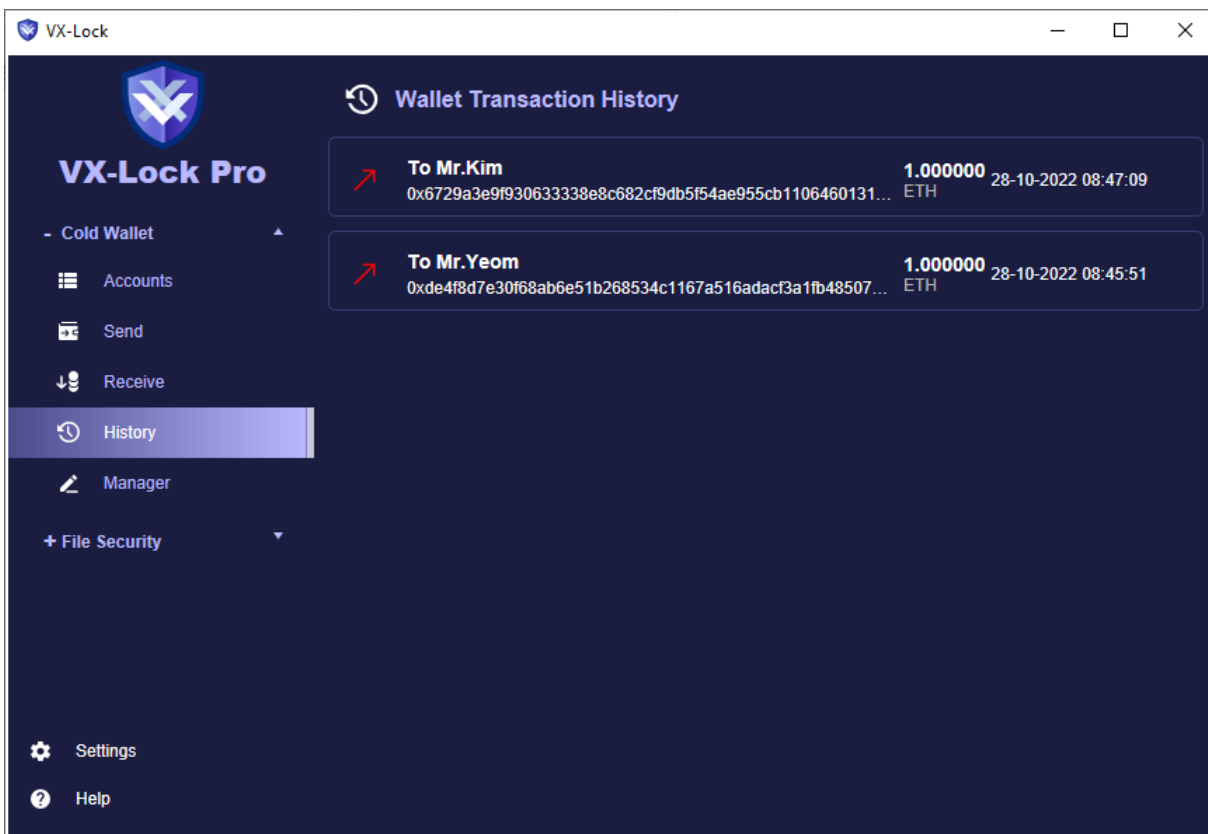 VX-Lock
VX-Lock Pro
- Cold Wallet
Accounts
Send
Receive
History
Manager
+ File Security
Settings
Help
Wallet Transaction History
To Mr.Kim
0x6729a3e9f930633338e8c682cf9db5f54ae955cb1106460131...
1.000000
ETH
28-10-2022 08:47:09
To Mr.Yeom
0xde4f8d7e30f68ab6e51b268534c1167a516adacf3a1fb48507...
1.000000
ETH
28-10-2022 08:45:51